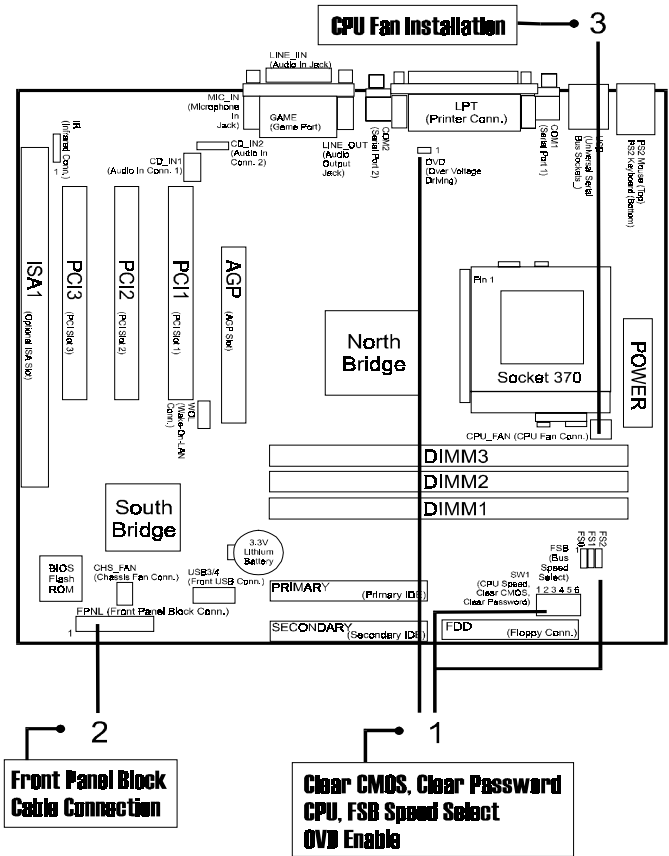 CPU Fan Installation
3
LINE_IN
(Audio In Jack)
MIC_IN
(Microphone
In
Jack)
GAME
(Game Port)
LINE_OUT
(Audio
Output
Jack)
COM2
(Serial Port 2)
LPT
(Printer Conn.)
COM1
(Serial Port 1)
(Universal Serial
Bus Sockets)
PS2 Mouse (Top)
PS2 Keyboard (Bottom)
IR
(Infrared Conn.)
1
CD_IN1
(Audio In Conn. 1)
CD_IN2
(Audio In
Conn. 2)
1
OVD
(Over Voltage
Driving)
ISA1
(Optional ISA Slot)
PCI3
(PCI Slot 3)
PCI2
(PCI Slot 2)
PCI1
(PCI Slot 1)
AGP
(AGP Slot)
WOL
(Wake-On-LAN
Conn.)
North
Bridge
Pin 1
Socket 370
POWER
CPU_FAN (CPU Fan Conn.)
DIMM3
DIMM2
DIMM1
South
Bridge
3.3V
Lithium
Battery
BIOS
Flash
ROM
CHS_FAN
(Chassis Fan Conn.)
USB3/4
(Front USB Conn.)
FPNL (Front Panel Block Conn.)
1
PRIMARY
(Primary IDE)
SECONDARY
(Secondary IDE)
FS0
FS1
FS2
FSB
(Bus
Speed
Select)
1
SW1
(CPU Speed,
Clear CMOS,
Clear Password)
1 2 3 4 5 6
FDD
(Floppy Conn.)
2
1
Front Panel Block
Cable Connection
Clear CMOS, Clear Password
CPU, FSB Speed Select
OVD Enable